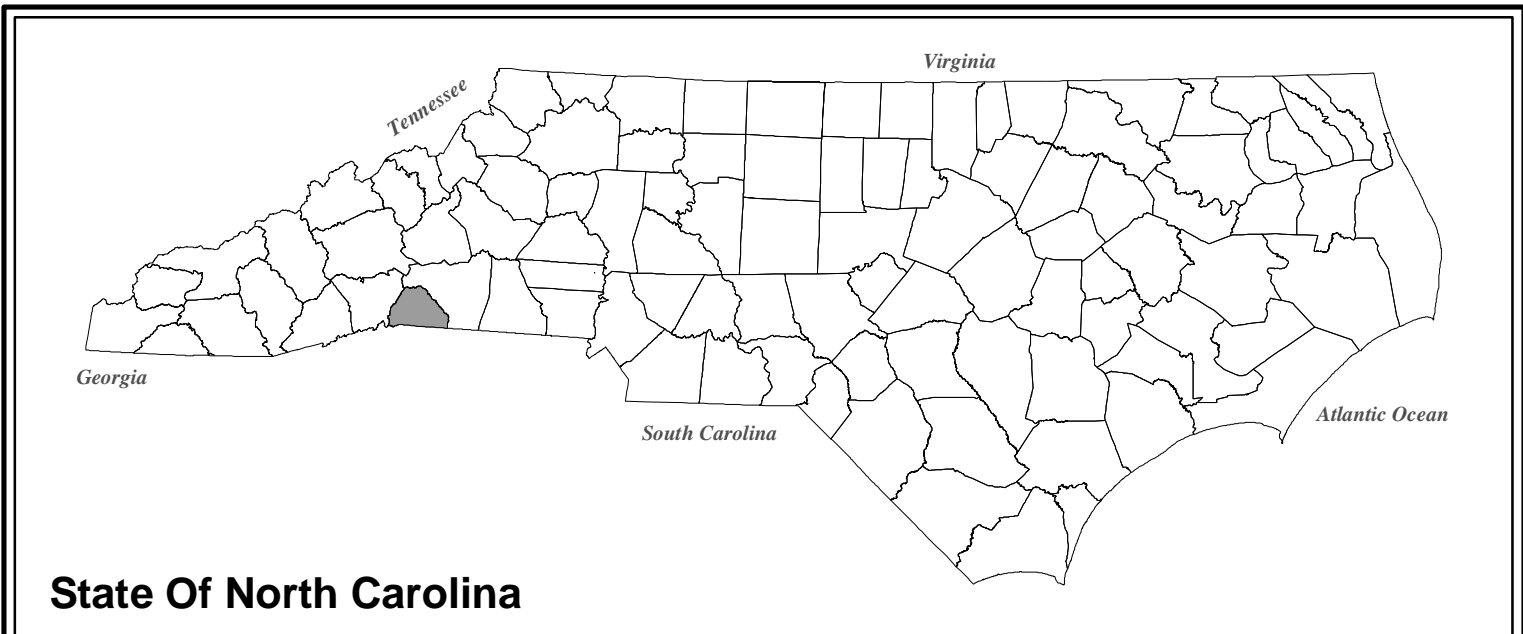 Virginia
Tennessee
Georgia
Atlantic Ocean
South Carolina
State Of North Carolina